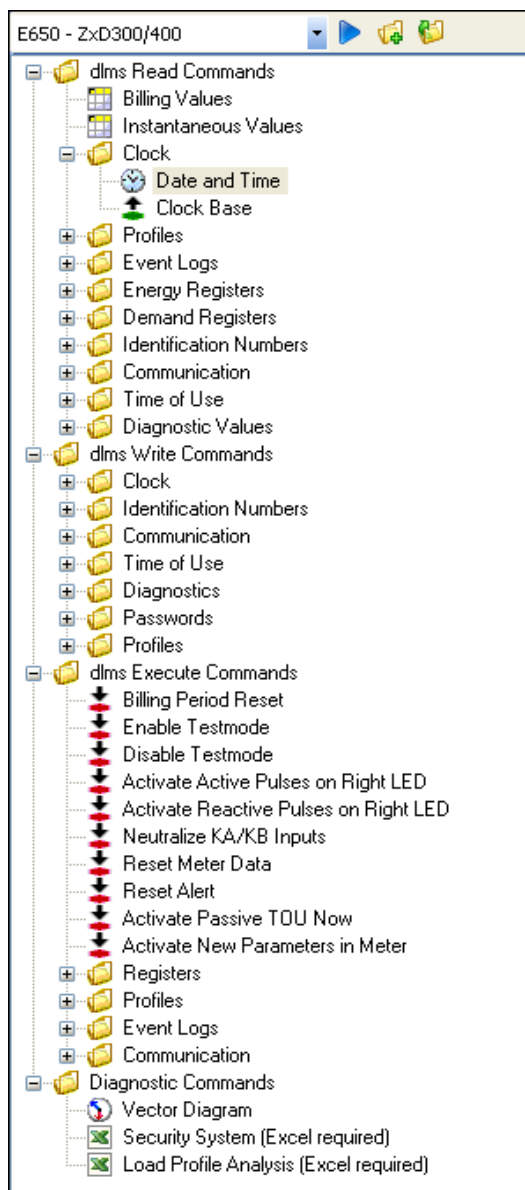 E650 - ZxD300/400
dlms Read Commands
Billing Values
Instantaneous Values
Clock
Date and Time
Clock Base
Profiles
Event Logs
Energy Registers
Demand Registers
Identification Numbers
Communication
Time of Use
Diagnostic Values
dlms Write Commands
Clock
Identification Numbers
Communication
Time of Use
Diagnostics
Passwords
Profiles
dlms Execute Commands
Billing Period Reset
Enable Testmode
Disable Testmode
Activate Active Pulses on Right LED
Activate Reactive Pulses on Right LED
Neutralize KA/KB Inputs
Reset Meter Data
Reset Alert
Activate Passive TOU Now
Activate New Parameters in Meter
Registers
Profiles
Event Logs
Communication
Diagnostic Commands
Vector Diagram
Security System (Excel required)
Load Profile Analysis (Excel required)